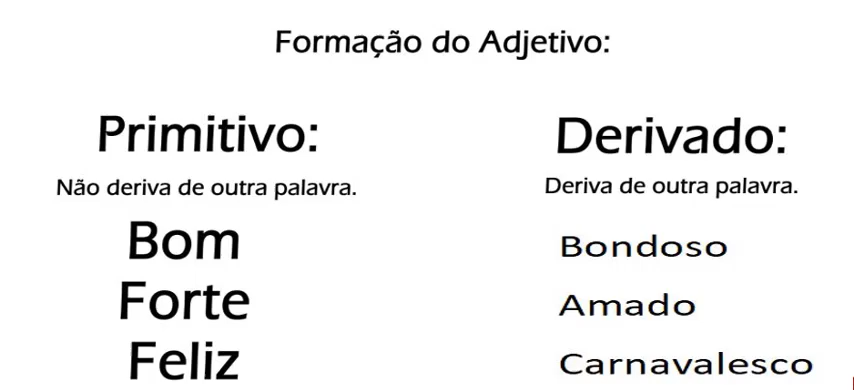 Formação do Adjetivo:
Primitivo:
Não deriva de outra palavra.
Bom
Forte
Feliz
Derivado:
Deriva de outra palavra.
Bondoso
Amado
Carnavalesco